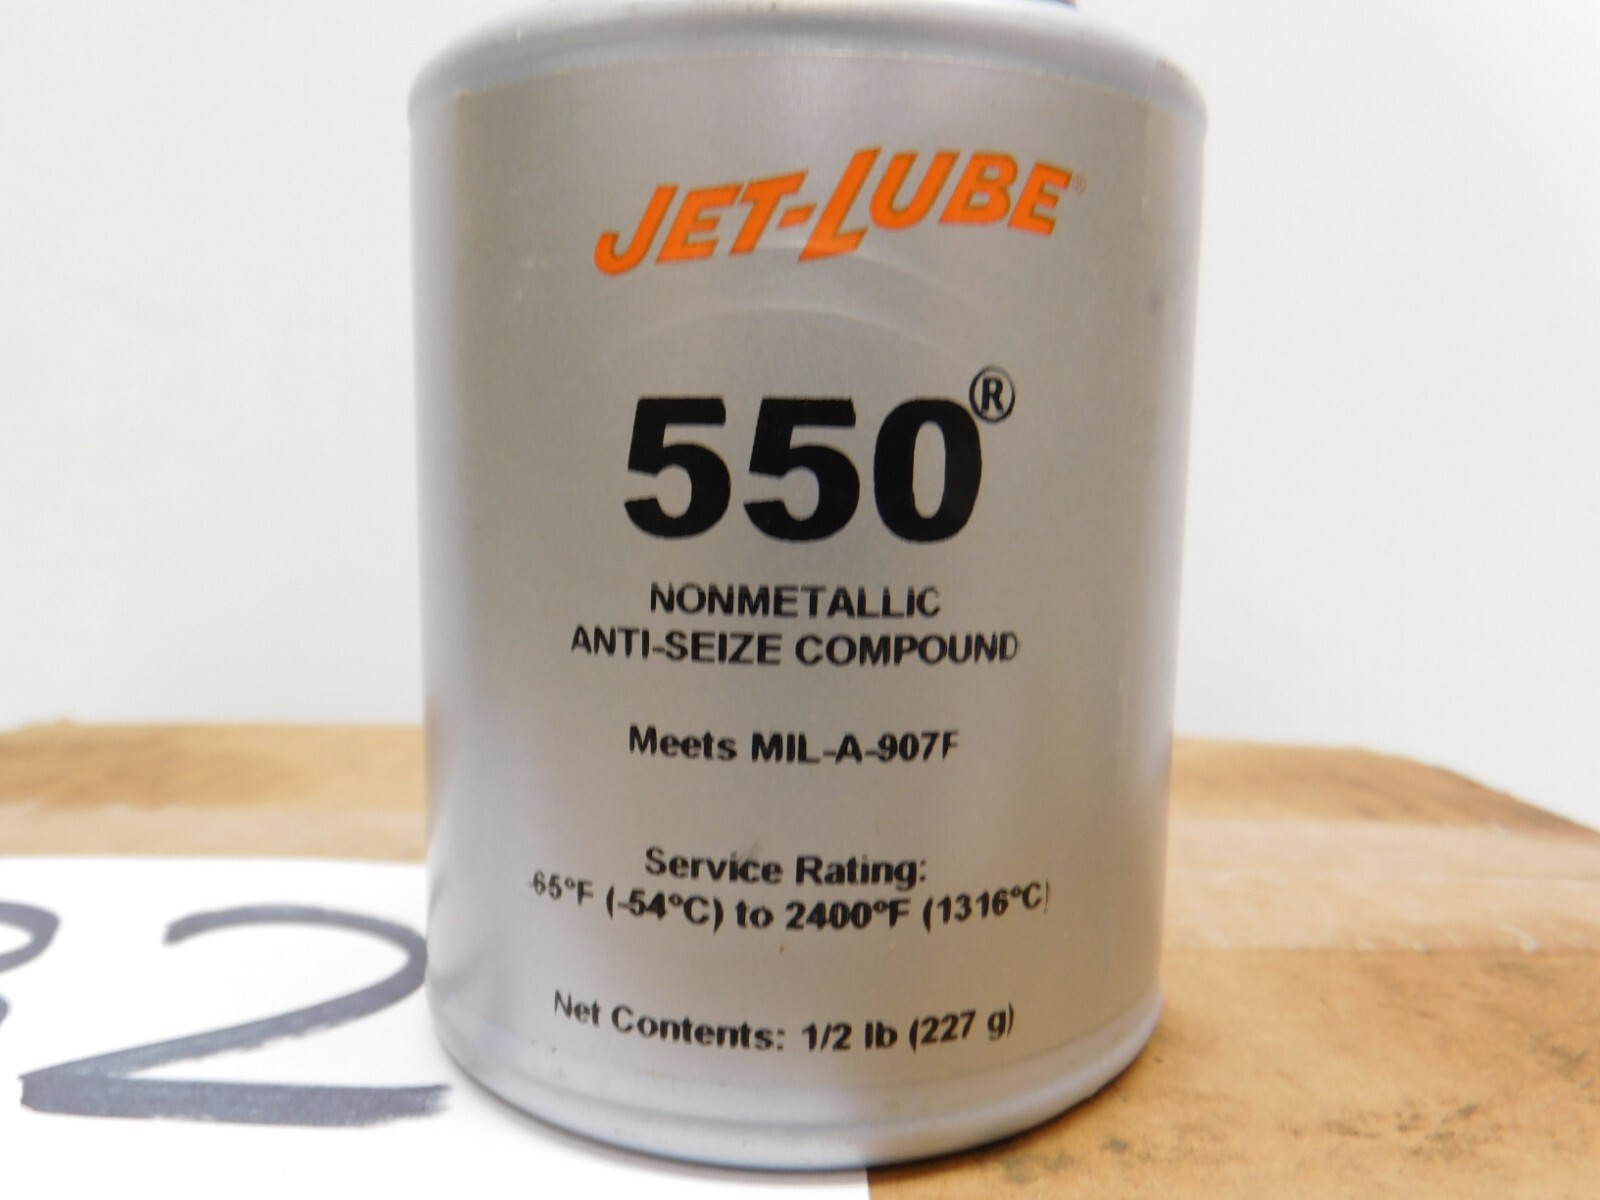 JET-LUBE®
550®
NONMETALLIC
ANTI-SEIZE COMPOUND
Meets MIL-A-907F
Service Rating:
-65°F (-54°C) to 2400°F (1316°C)
Net Contents: 1/2 lb (227 g)
2